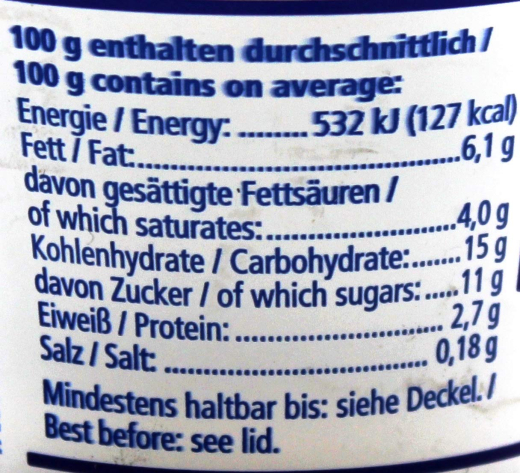 100 g enthalten durchschnittlich /
100 g contains on average:
Energie / Energy: ......... 532 kJ (127 kcal)
Fett / Fat:.............................................6,1 g
davon gesättigte Fettsäuren /
of which saturates:..........................4,0 g
Kohlenhydrate / Carbohydrate:.......15 g
davon Zucker / of which sugars:.....11 g
Eiweiß / Protein: ............................ 2,7 g
Salz / Salt: ..................................... 0,18 g
Mindestens haltbar bis: siehe Deckel. /
Best before: see lid.